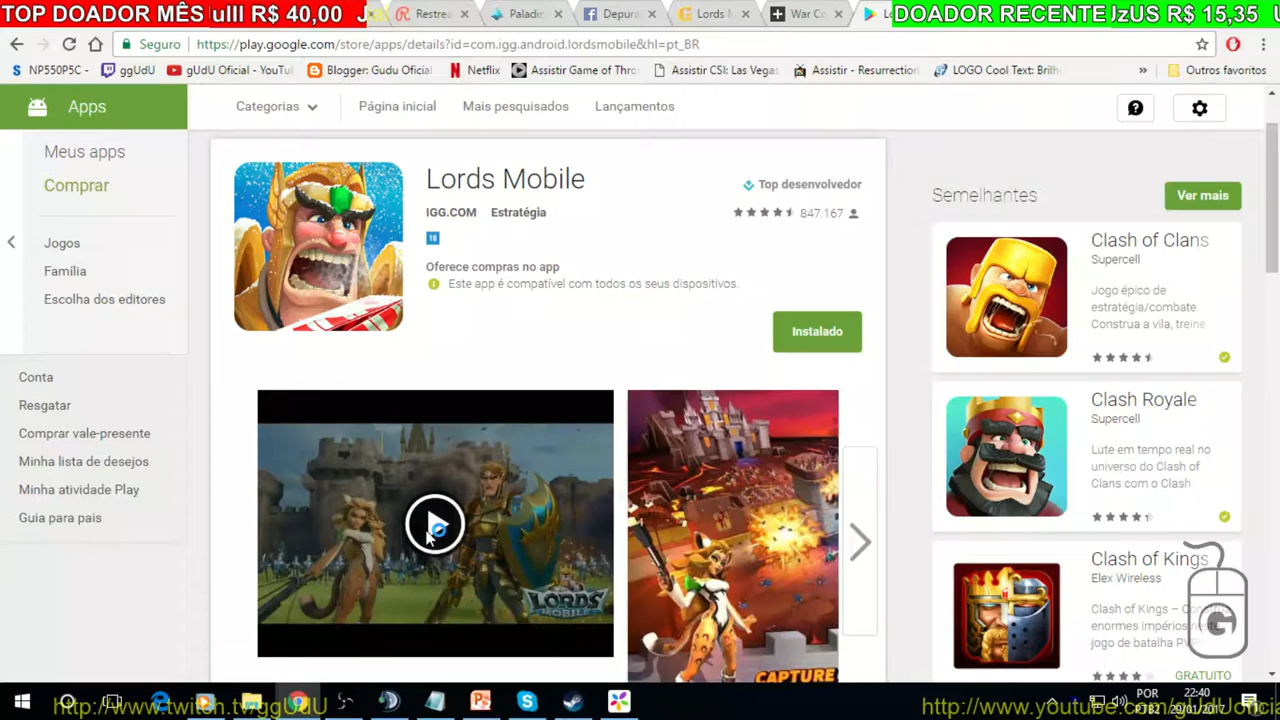 TOP DOADOR MÊS
R$ 40,00
DOADOR RECENTE
JzUS R$ 15,35
Restrea
Paladin
Depura
Lords M
War Co
Seguro
https://play.google.com/store/apps/details?id=com.igg.android.lordsmobile&hl=pt_BR
NP550P5C -
ggUdU
gUdU Oficial - YouTu
Blogger: Gudu Oficial
Netflix
Assistir Game of Thro
Assistir CSI: Las Vegas
Assistir - Resurrection
LOGO Cool Text: Brilh
Outros favoritos
Apps
Categorias
Página inicial
Mais pesquisados
Lançamentos
Meus apps
Comprar
Jogos
Família
Escolha dos editores
Conta
Resgatar
Comprar vale-presente
Minha lista de desejos
Minha atividade Play
Guia para pais
Lords Mobile
Top desenvolvedor
IGG.COM
Estratégia
847.167
10
Oferece compras no app
Este app é compatível com todos os seus dispositivos.
Instalado
LORDS
MOBILE
CAPTURE
Semelhantes
Ver mais
Clash of Clans
Supercell
Jogo épico de
estratégia/combate.
Construa a vila, treine
Clash Royale
Supercell
Lute em tempo real no
universo do Clash of
Clans com o Clash
Clash of Kings
Elex Wireless
Clash of Kings –
enormes impérios neste
jogo de batalha
GRATUITO
G
POR
PTB2
22:40
29/01/2017
http://www.twitch.tv/ggUdU
http://www.youtube.com/